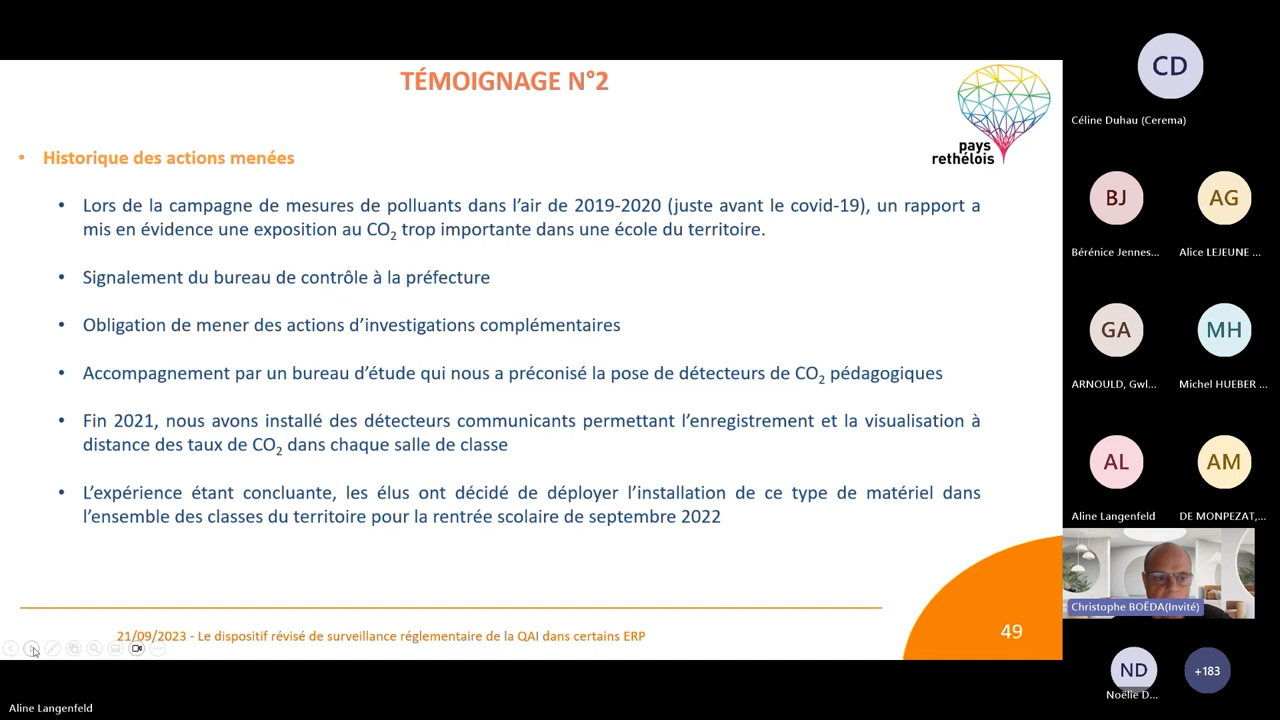 TÉMOIGNAGE N°2
pays
rethélois
• Historique des actions menées
• Lors de la campagne de mesures de polluants dans l’air de 2019-2020 (juste avant le covid-19), un rapport a
mis en évidence une exposition au CO₂ trop importante dans une école du territoire.
• Signalement du bureau de contrôle à la préfecture
• Obligation de mener des actions d’investigations complémentaires
• Accompagnement par un bureau d’étude qui nous a préconisé la pose de détecteurs de CO₂ pédagogiques
• Fin 2021, nous avons installé des détecteurs communicants permettant l’enregistrement et la visualisation à
distance des taux de CO₂ dans chaque salle de classe
• L’expérience étant concluante, les élus ont décidé de déployer l’installation de ce type de matériel dans
l’ensemble des classes du territoire pour la rentrée scolaire de septembre 2022
21/09/2023 - Le dispositif révisé de surveillance réglementaire de la QAI dans certains ERP
49
Aline Langenfeld
CD
Céline Duhau (Cerema)
BJ
AG
Bérénice Jennes...
Alice LEJEUNE ...
GA
MH
ARNOULD, Gwl...
Michel HUEBER ...
AL
AM
Aline Langenfeld
DE MONPEZAT,...
Christophe BOËDA(Invité)
ND
+183
Noëlie D...